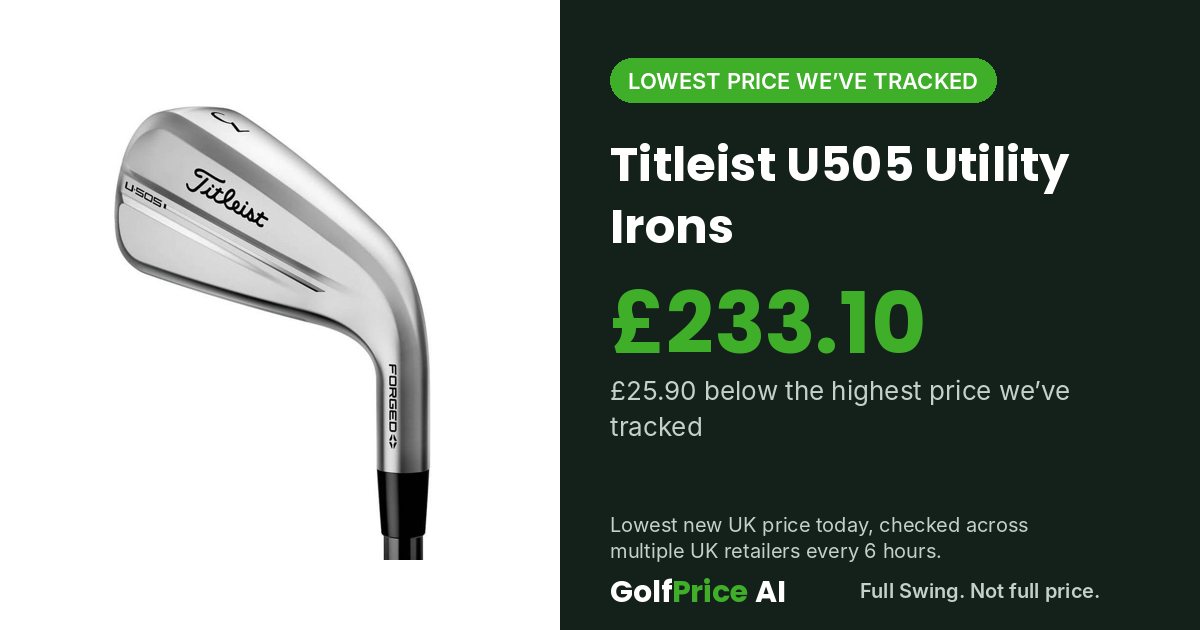 3
Titleist
U·505
FORGED
LOWEST PRICE WE’VE TRACKED
Titleist U505 Utility
Irons
£233.10
£25.90 below the highest price we’ve
tracked
Lowest new UK price today, checked across
multiple UK retailers every 6 hours.
GolfPrice AI
Full Swing. Not full price.